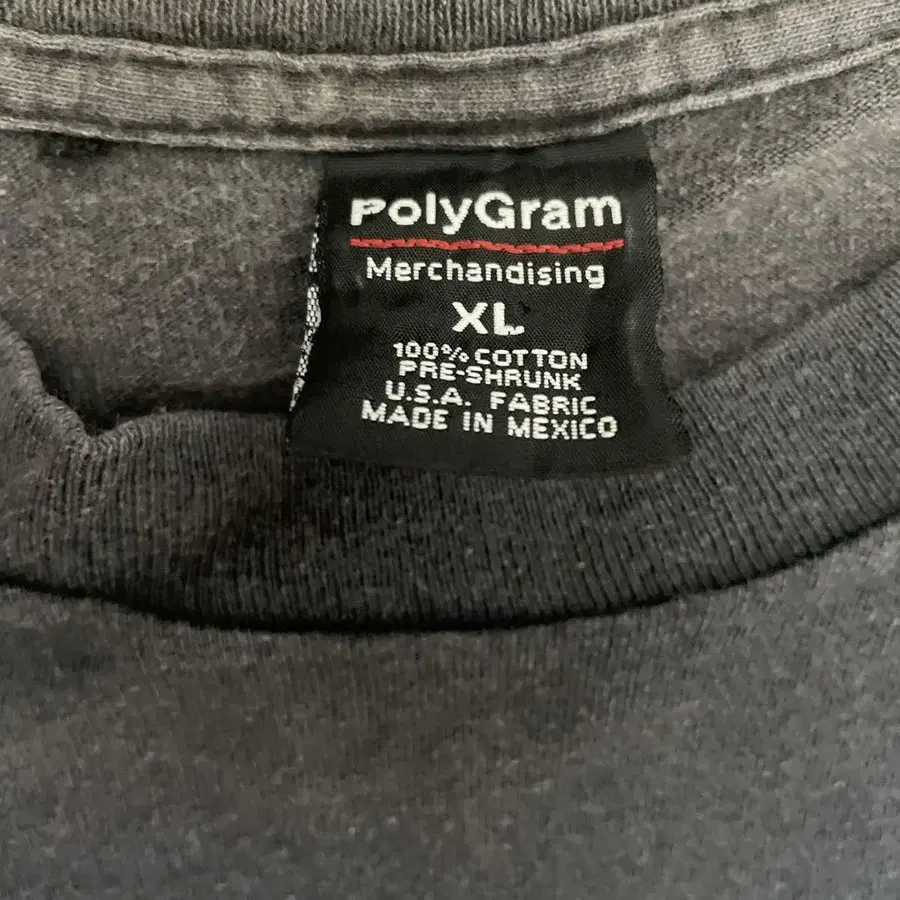 PolyGram
Merchandising
XL
100% COTTON
PRE-SHRUNK
U.S.A. FABRIC
MADE IN MEXICO